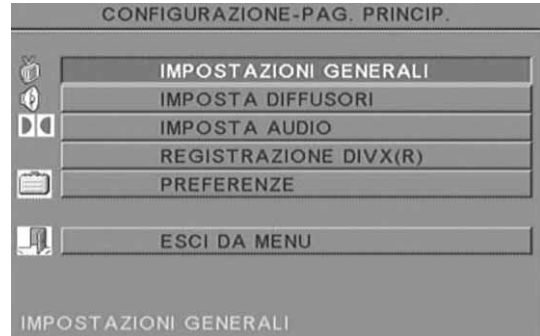 CONFIGURAZIONE-PAG. PRINCIP.
IMPOSTAZIONI GENERALI
IMPOSTA DIFFUSORI
IMPOSTA AUDIO
REGISTRAZIONE DIVX(R)
PREFERENZE
ESCI DA MENU
IMPOSTAZIONI GENERALI